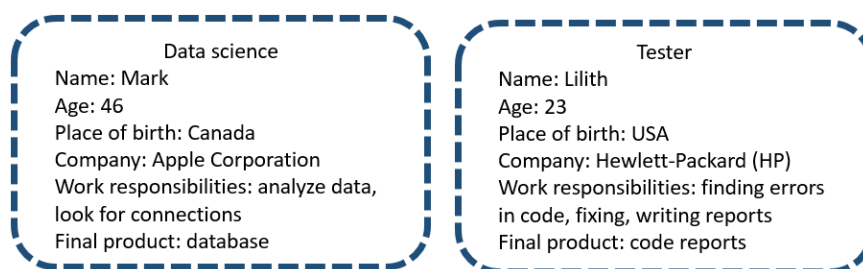 Data science
Name: Mark
Age: 46
Place of birth: Canada
Company: Apple Corporation
Work responsibilities: analyze data,
look for connections
Final product: database
Tester
Name: Lilith
Age: 23
Place of birth: USA
Company: Hewlett-Packard (HP)
Work responsibilities: finding errors
in code, fixing, writing reports
Final product: code reports